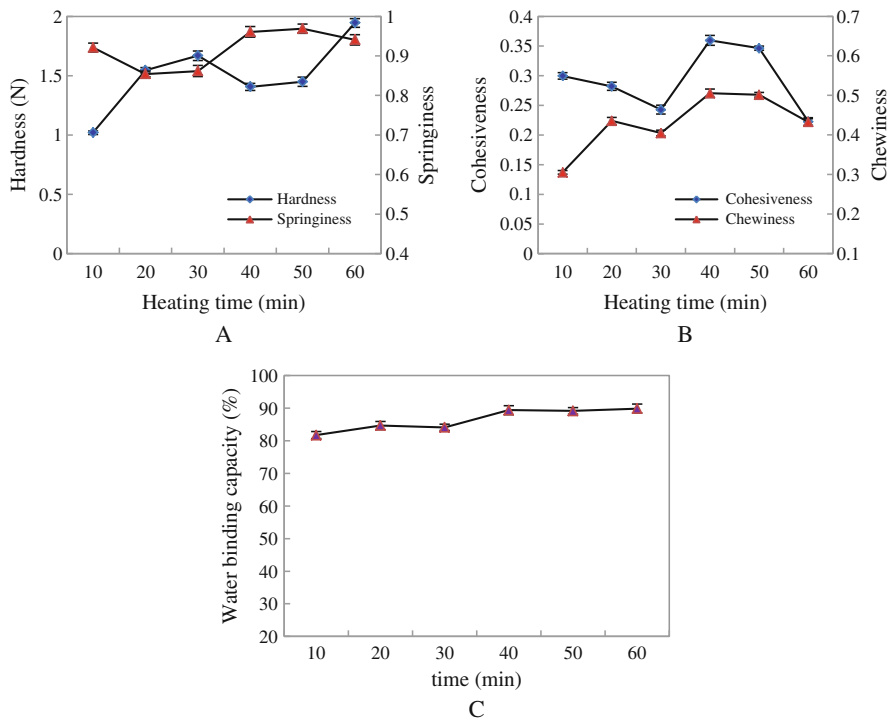 2
1.5
1
0.5
0
Hardness (N)
1
0.9
0.8
0.7
0.6
0.5
0.4
Springiness
Hardness
Springiness
10 20 30 40 50 60
Heating time (min)
A
0.4
0.35
0.3
0.25
0.2
0.15
0.1
0.05
0
Cohesiveness
0.7
0.6
0.5
0.4
0.3
0.2
0.1
Chewiness
Cohesiveness
Chewiness
10 20 30 40 50 60
Heating time (min)
B
100
90
80
70
60
50
40
30
20
Water binding capacity (%)
10 20 30 40 50 60
time (min)
C